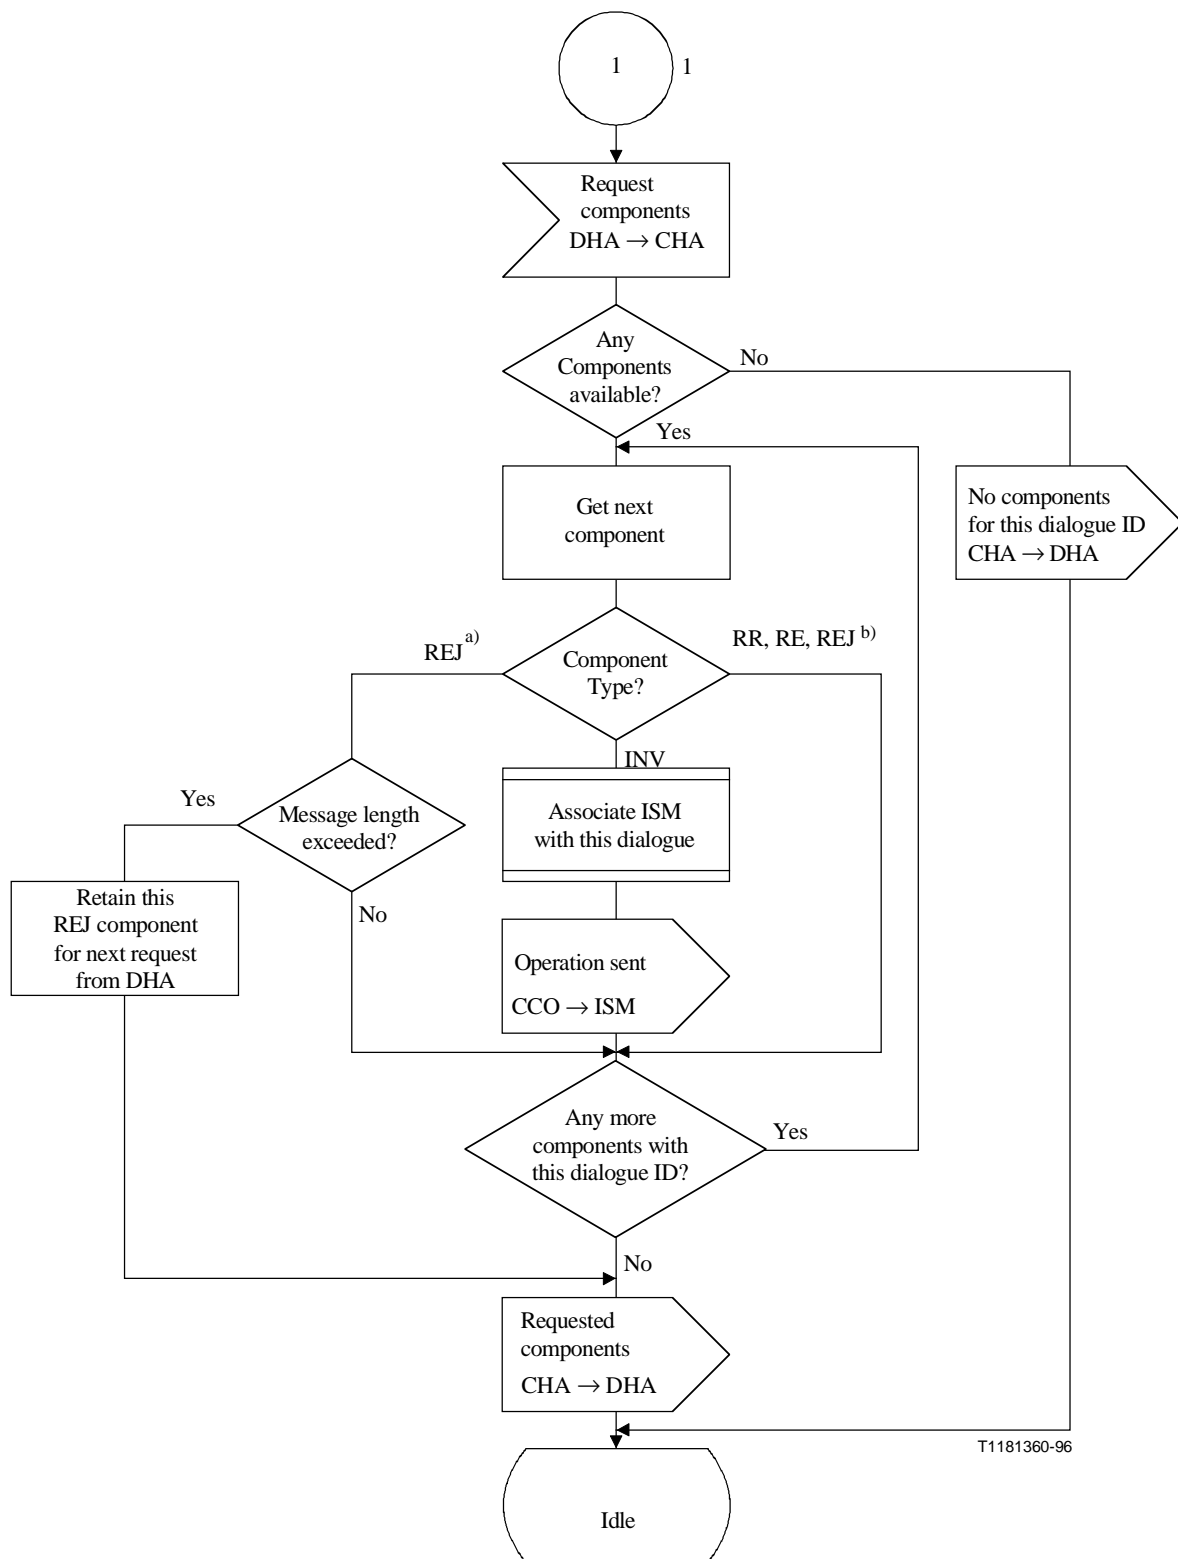 1
1
Request
components
DHA → CHA
Any
Components
available?
No
Yes
Get next
component
No components
for this dialogue ID
CHA → DHA
REJ a)
Component
Type?
RR, RE, REJ b)
INV
Yes
Message length
exceeded?
No
Associate ISM
with this dialogue
Retain this
REJ component
for next request
from DHA
Operation sent
CCO → ISM
Any more
components with
this dialogue ID?
Yes
No
Requested
components
CHA → DHA
T1181360-96
Idle